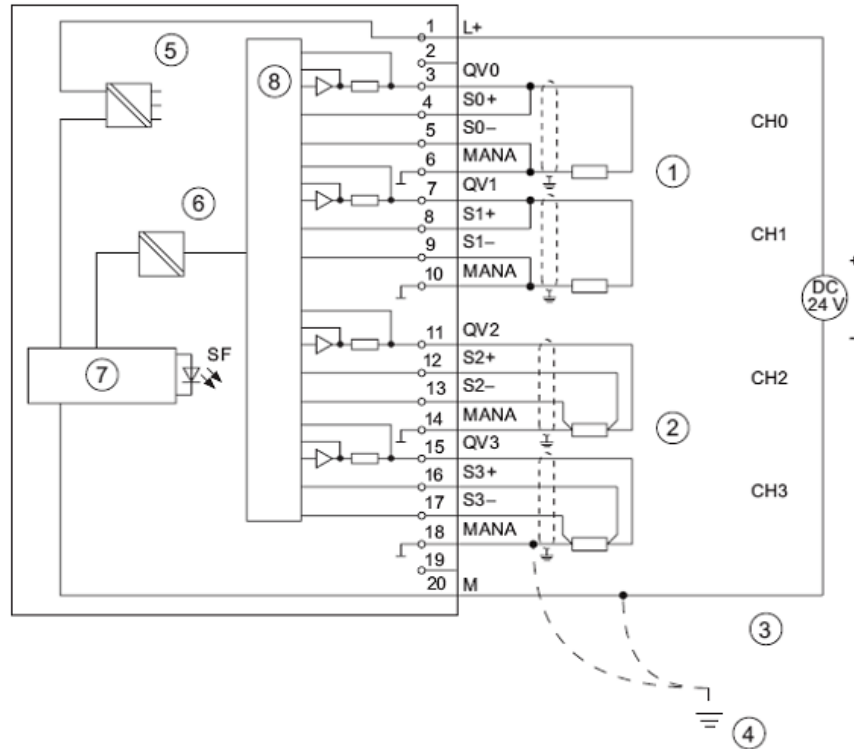 1 L+
2
3 QV0
4 S0+
5 S0−
6 MANA
7 QV1
8 S1+
9 S1−
10 MANA
11 QV2
12 S2+
13 S2−
14 MANA
15 QV3
16 S3+
17 S3−
18 MANA
19
20 M
CH0
CH1
CH2
CH3
+
DC
24 V
−
SF
1
2
3
4
5
6
7
8